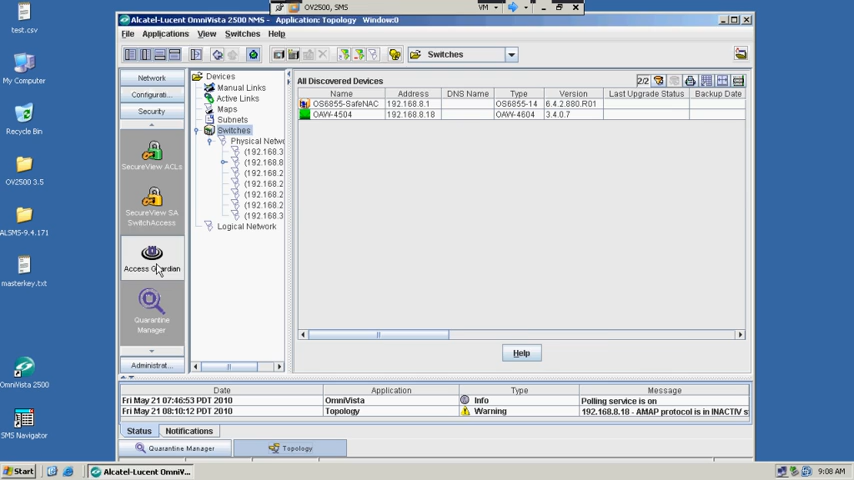 test.csv
OV2500, SMS
VM
Alcatel-Lucent OmniVista 2500 NMS - Application: Topology Window:0
File Applications View Switches Help
Switches
My Computer
Recycle Bin
OV2500 3.5
ALSMS-9.4.171
masterkey.txt
OmniVista 2500
SMS Navigator
Network
Configurati...
Security
SecureView ACLs
SecureView SA
SwitchAccess
Access Guardian
Quarantine
Manager
Administrat...
Devices
Manual Links
Active Links
Maps
Subnets
Switches
Physical Netwo
(192.168.3
(192.168.8
(192.168.2
(192.168.2
(192.168.2
(192.168.2
(192.168.3
Logical Network
All Discovered Devices
2/2
Name Address DNS Name Type Version Last Upgrade Status Backup Date
OS6855-SafeNAC 192.168.8.1 OS6855-14 6.4.2.880.R01
OAW-4504 192.168.8.18 OAW-4604 3.4.0.7
Help
Date Application Type Message
Fri May 21 07:46:53 PDT 2010 OmniVista Info Polling service is on
Fri May 21 08:10:12 PDT 2010 Topology Warning 192.168.8.18 - AMAP protocol is in INACTIV s
Status Notifications
Quarantine Manager Topology
Start Alcatel-Lucent OmniV... 9:08 AM